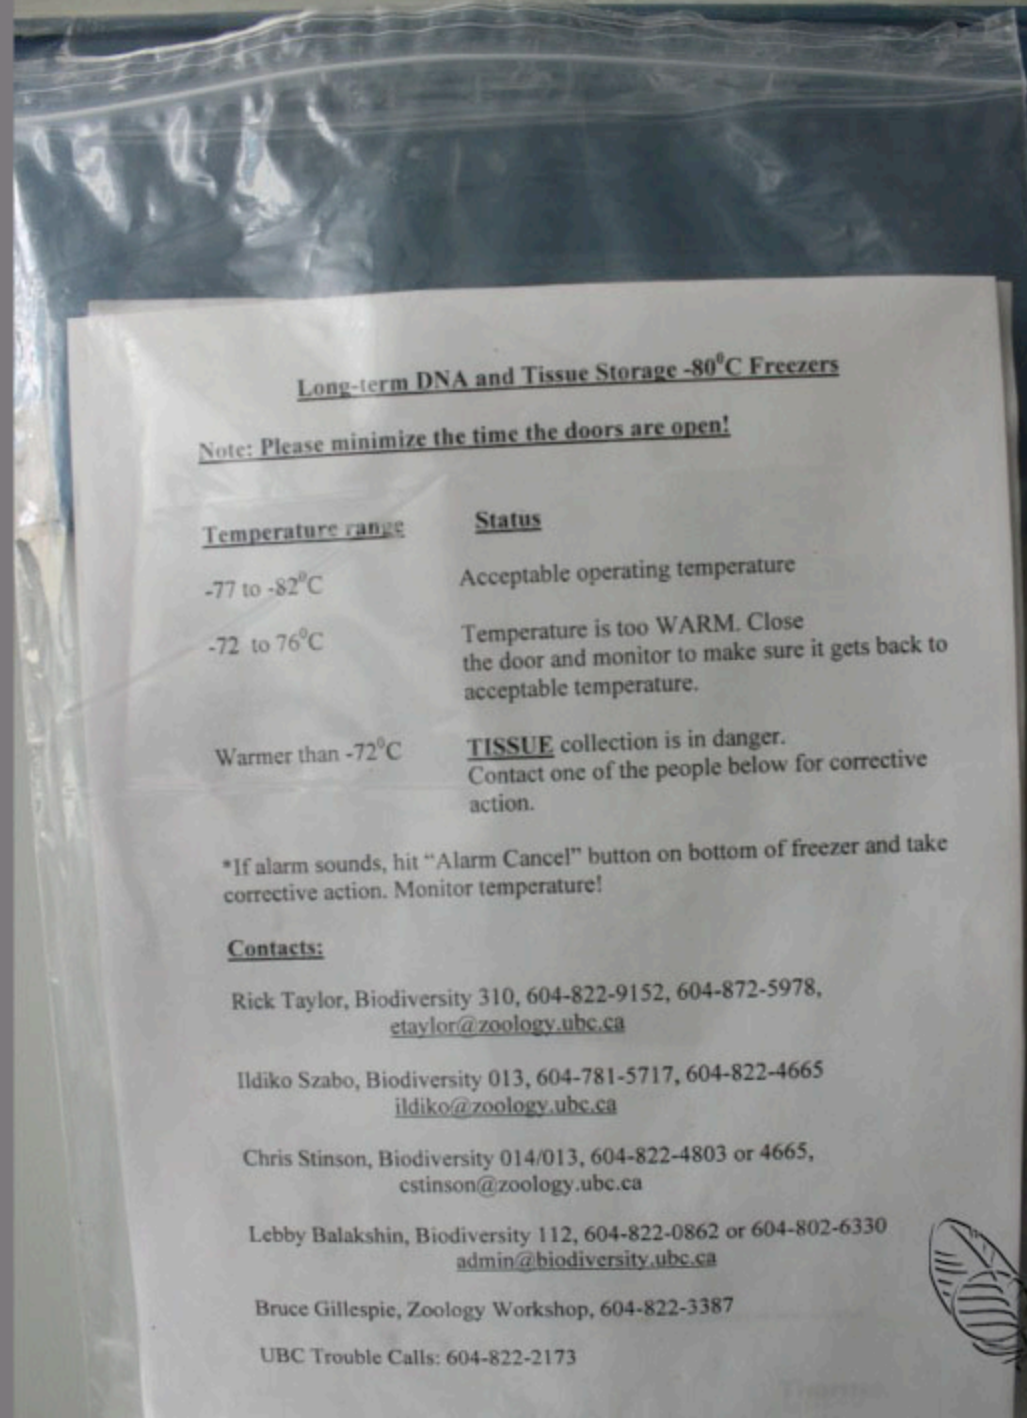 Long-term DNA and Tissue Storage -80⁰C Freezers
Note: Please minimize the time the doors are open!
Temperature range Status
-77 to -82⁰C Acceptable operating temperature
-72 to 76⁰C Temperature is too WARM. Close
the door and monitor to make sure it gets back to
acceptable temperature.
Warmer than -72⁰C TISSUE collection is in danger.
Contact one of the people below for corrective
action.
*If alarm sounds, hit “Alarm Cancel” button on bottom of freezer and take
corrective action. Monitor temperature!
Contacts:
Rick Taylor, Biodiversity 310, 604-822-9152, 604-872-5978,
etaylor@zoology.ubc.ca
Ildiko Szabo, Biodiversity 013, 604-781-5717, 604-822-4665
ildiko@zoology.ubc.ca
Chris Stinson, Biodiversity 014/013, 604-822-4803 or 4665,
cstinson@zoology.ubc.ca
Lebby Balakshin, Biodiversity 112, 604-822-0862 or 604-802-6330
admin@biodiversity.ubc.ca
Bruce Gillespie, Zoology Workshop, 604-822-3387
UBC Trouble Calls: 604-822-2173